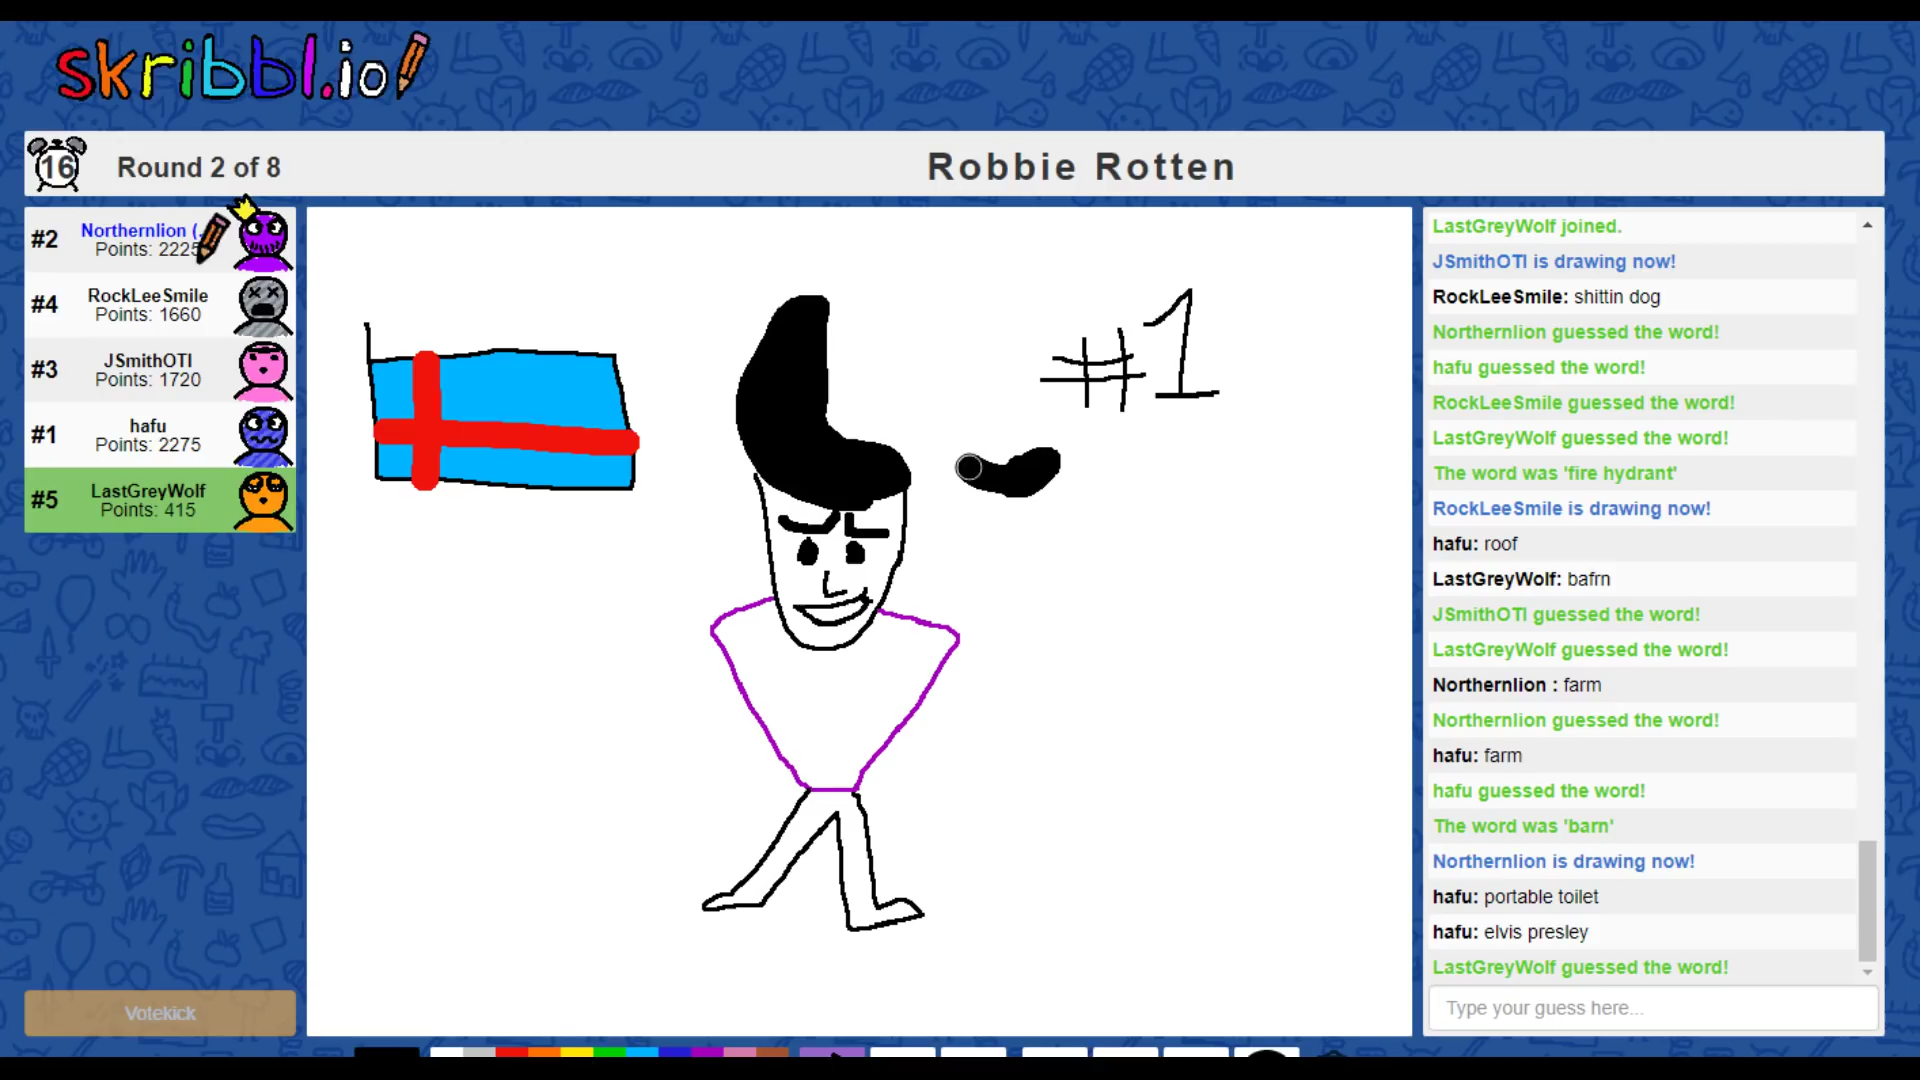 skribbl.io
16
Round 2 of 8
Robbie Rotten
#2
Northernlion (.
Points: 2225
#4
RockLeeSmile
Points: 1660
#3
JSmithOTI
Points: 1720
#1
hafu
Points: 2275
#5
LastGreyWolf
Points: 415
Votekick
#1
LastGreyWolf joined.
JSmithOTI is drawing now!
RockLeeSmile: shittin dog
Northernlion guessed the word!
hafu guessed the word!
RockLeeSmile guessed the word!
LastGreyWolf guessed the word!
The word was 'fire hydrant'
RockLeeSmile is drawing now!
hafu: roof
LastGreyWolf: bafrn
JSmithOTI guessed the word!
LastGreyWolf guessed the word!
Northernlion : farm
Northernlion guessed the word!
hafu: farm
hafu guessed the word!
The word was 'barn'
Northernlion is drawing now!
hafu: portable toilet
hafu: elvis presley
LastGreyWolf guessed the word!
Type your guess here...